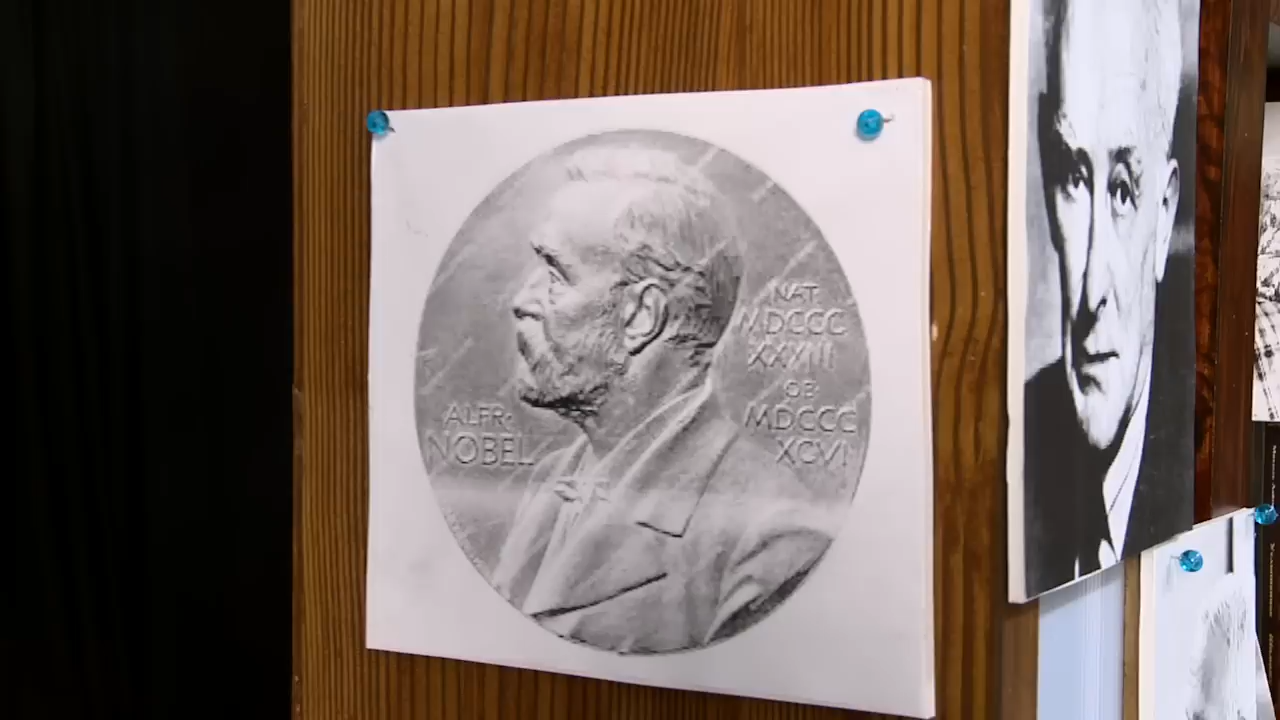 ALFR·
NOBEL
NAT.
MDCCC
XXXIII
OB.
MDCCC
XCVI